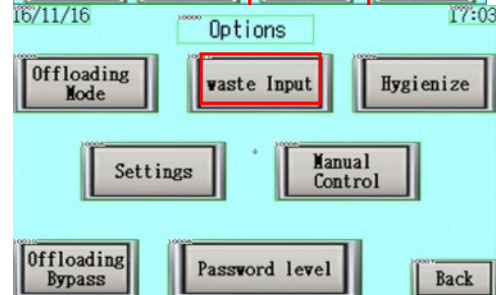 16/11/16
Options
17:03
Offloading
Mode
waste Input
Hygienize
Settings
Manual
Control
Offloading
Bypass
Password level
Back